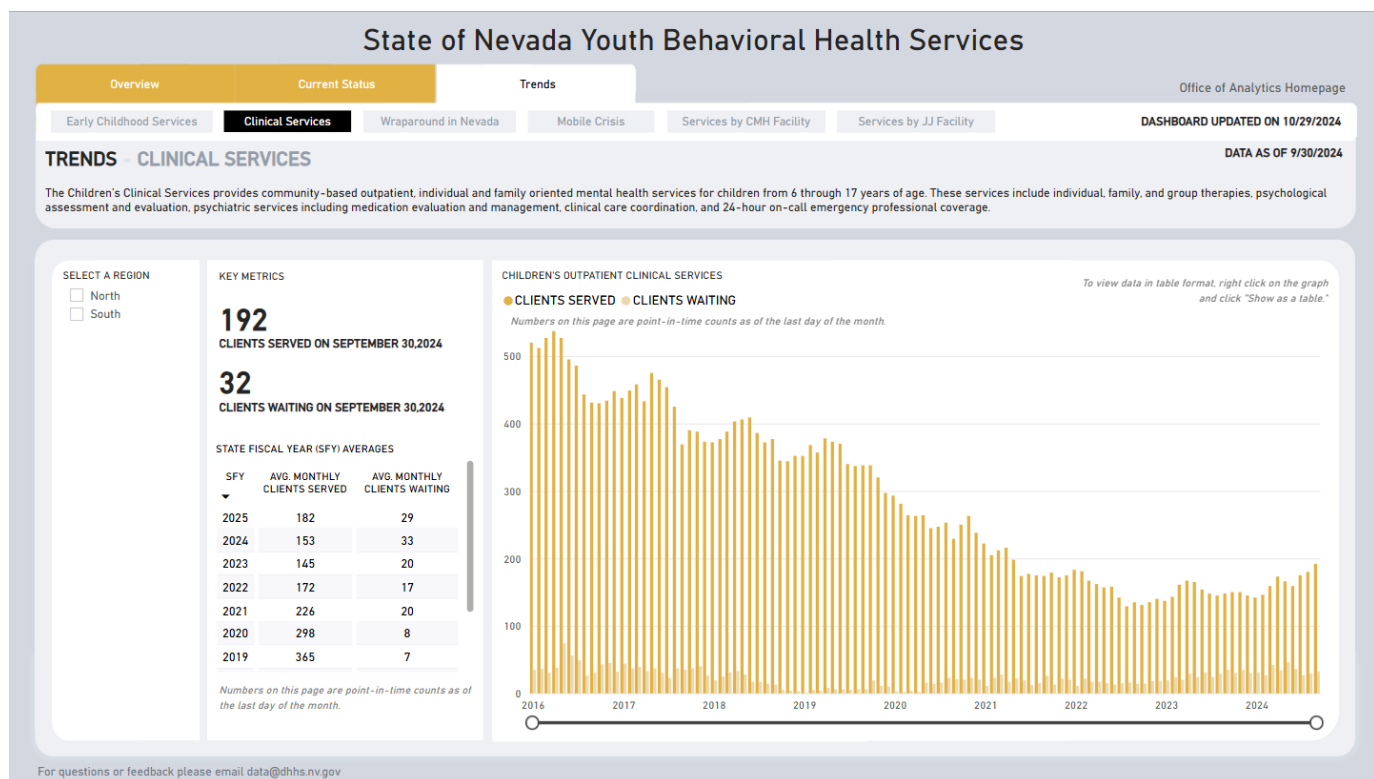 State of Nevada Youth Behavioral Health Services
Overview
Current Status
Trends
Office of Analytics Homepage
Early Childhood Services
Clinical Services
Wraparound in Nevada
Mobile Crisis
Services by CMH Facility
Services by JJ Facility
DASHBOARD UPDATED ON 10/29/2024
TRENDS - CLINICAL SERVICES
DATA AS OF 9/30/2024
The Children's Clinical Services provides community-based outpatient, individual and family oriented mental health services for children from 6 through 17 years of age. These services include individual, family, and group therapies, psychological
assessment and evaluation, psychiatric services including medication evaluation and management, clinical care coordination, and 24-hour on-call emergency professional coverage.
SELECT A REGION
North
South
KEY METRICS
192
CLIENTS SERVED ON SEPTEMBER 30,2024
32
CLIENTS WAITING ON SEPTEMBER 30,2024
STATE FISCAL YEAR (SFY) AVERAGES
SFY AVG. MONTHLY AVG. MONTHLY
CLIENTS SERVED CLIENTS WAITING
2025 182 29
2024 153 33
2023 145 20
2022 172 17
2021 226 20
2020 298 8
2019 365 7
Numbers on this page are point-in-time counts as of
the last day of the month.
CHILDREN'S OUTPATIENT CLINICAL SERVICES
CLIENTS SERVED CLIENTS WAITING
To view data in table format, right click on the graph
and click "Show as a table."
Numbers on this page are point-in-time counts as of the last day of the month.
500
400
300
200
100
0
2016 2017 2018 2019 2020 2021 2022 2023 2024
For questions or feedback please email data@dhhs.nv.gov